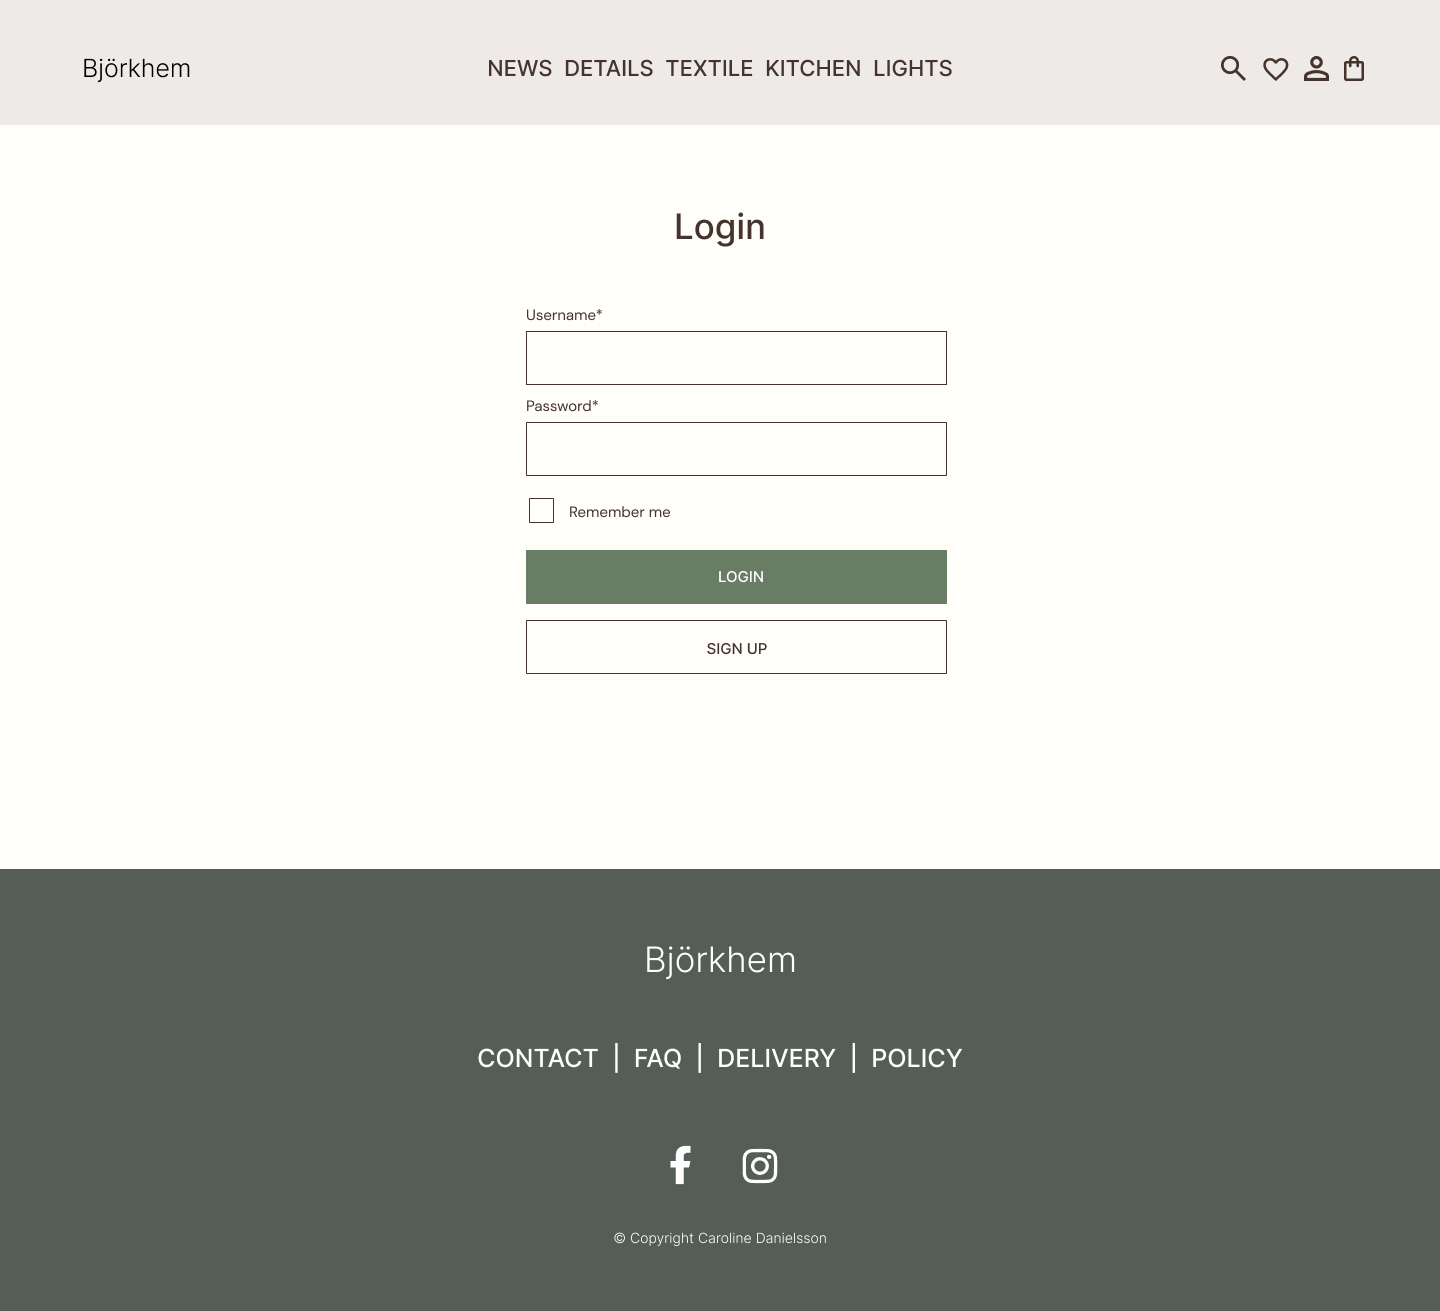 Björkhem
NEWS DETAILS TEXTILE KITCHEN LIGHTS
Login
Username*
Password*
Remember me
LOGIN
SIGN UP
Björkhem
CONTACT | FAQ | DELIVERY | POLICY
© Copyright Caroline Danielsson